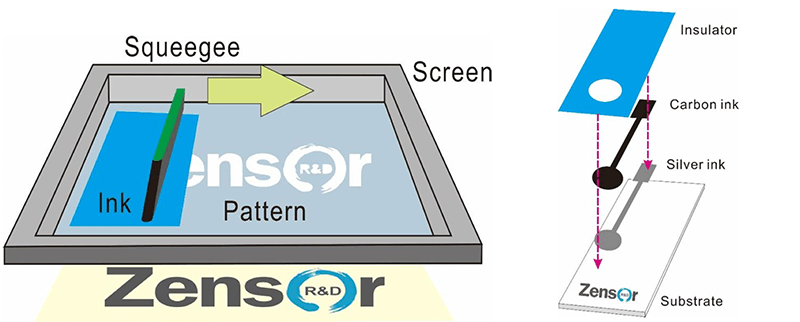 Squeegee
Screen
Zensor
R&D
Ink
Pattern
Zensor
R&D
Insulator
Carbon ink
Silver ink
Zensor
R&D
Substrate